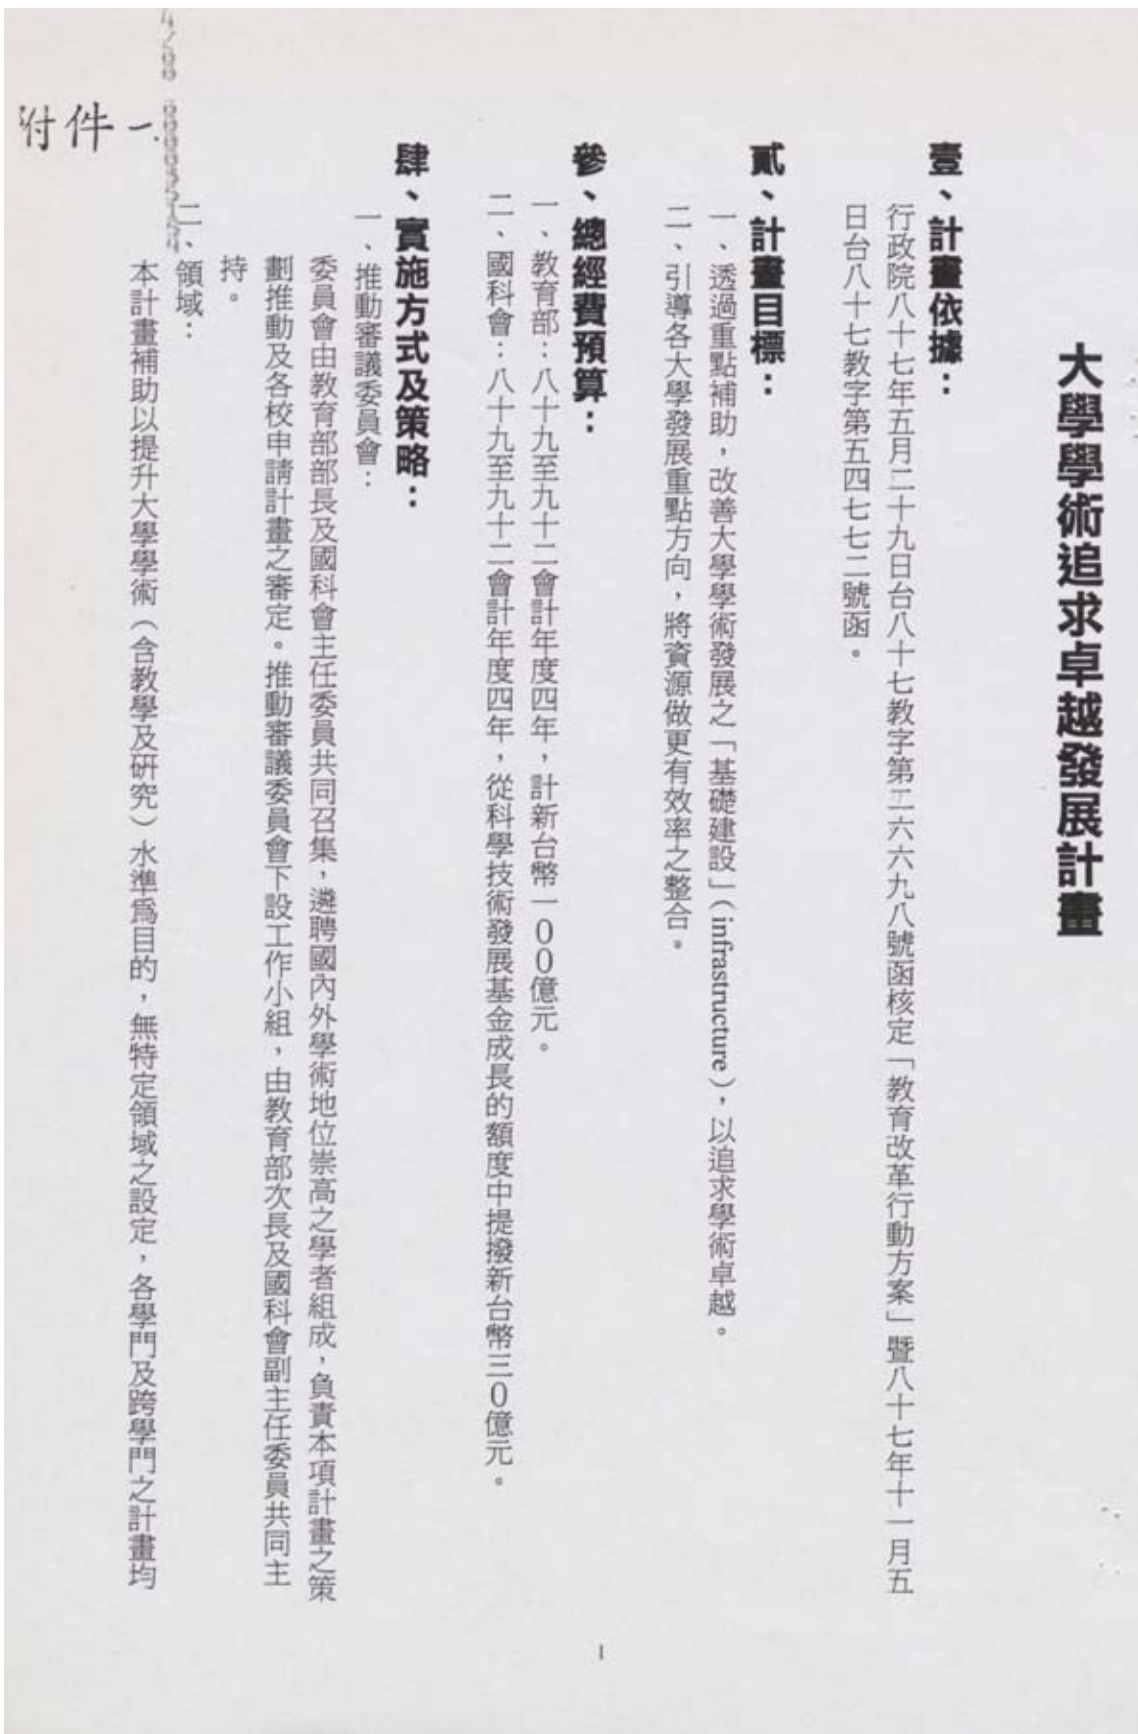 大學學術追求卓越發展計畫
壹、計畫依據：
行政院八十七年五月二十九日台八十七教字第二六六九八號函核定「教育改革行動方案」暨八十七年十一月五
日台八十七教字第五四七七二號函。
貳、計畫目標：
一、透過重點補助，改善大學學術發展之「基礎建設」（infrastructure），以追求學術卓越。
二、引導各大學發展重點方向，將資源做更有效率之整合。
參、總經費預算：
一、教育部：八十九至九十二會計年度四年，計新台幣一００億元。
二、國科會：八十九至九十二會計年度四年，從科學技術發展基金成長的額度中提撥新台幣三０億元。
肆、實施方式及策略：
一、推動審議委員會：
委員會由教育部部長及國科會主任委員共同召集，遴聘國內外學術地位崇高之學者組成，負責本項計畫之策
劃推動及各校申請計畫之審定。推動審議委員會下設工作小組，由教育部次長及國科會副主任委員共同主
持。
二、領域：
本計畫補助以提升大學學術（含教學及研究）水準為目的，無特定領域之設定，各學門及跨學門之計畫均
附件一
1